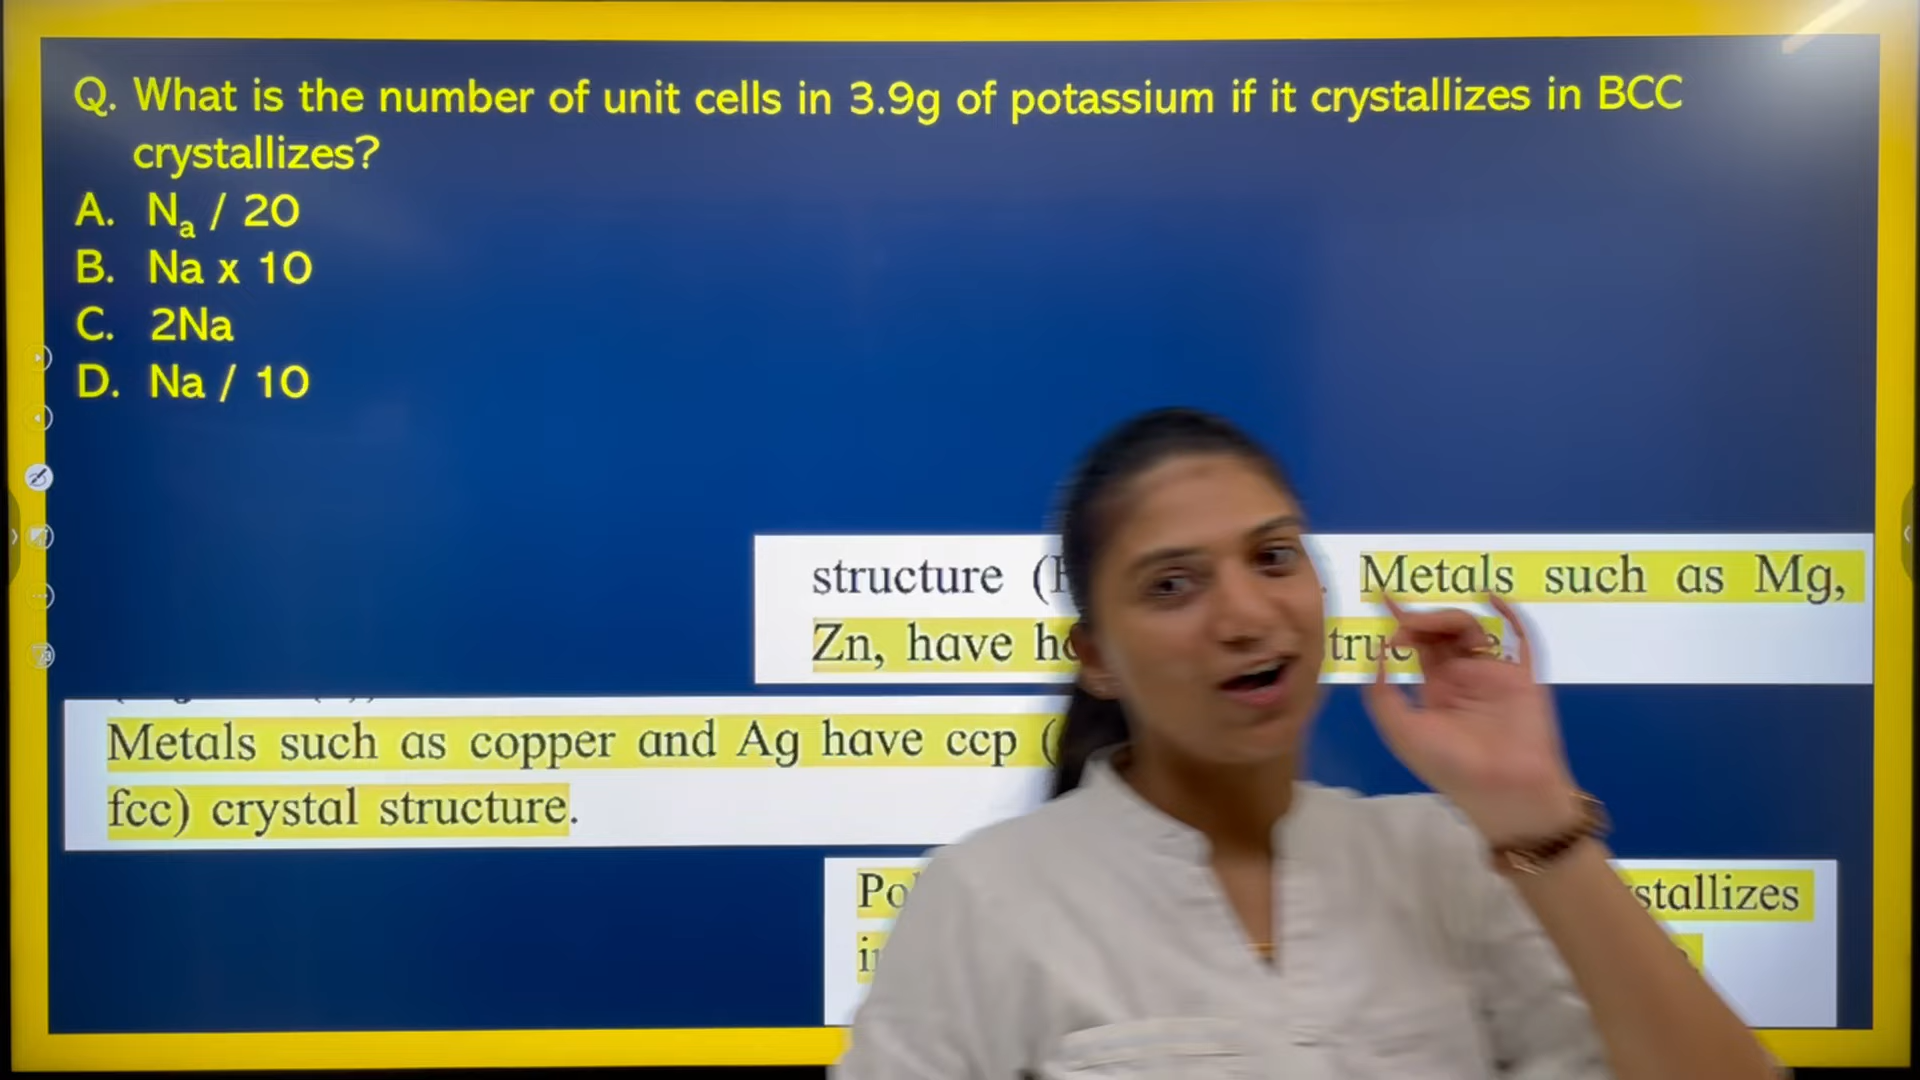 Q. What is the number of unit cells in 3.9g of potassium if it crystallizes in BCC
crystallizes?
A. Nₐ / 20
B. Na x 10
C. 2Na
D. Na / 10
structure Metals such as Mg,
Zn, have
Metals such as copper and Ag have ccp (
fcc) crystal structure.